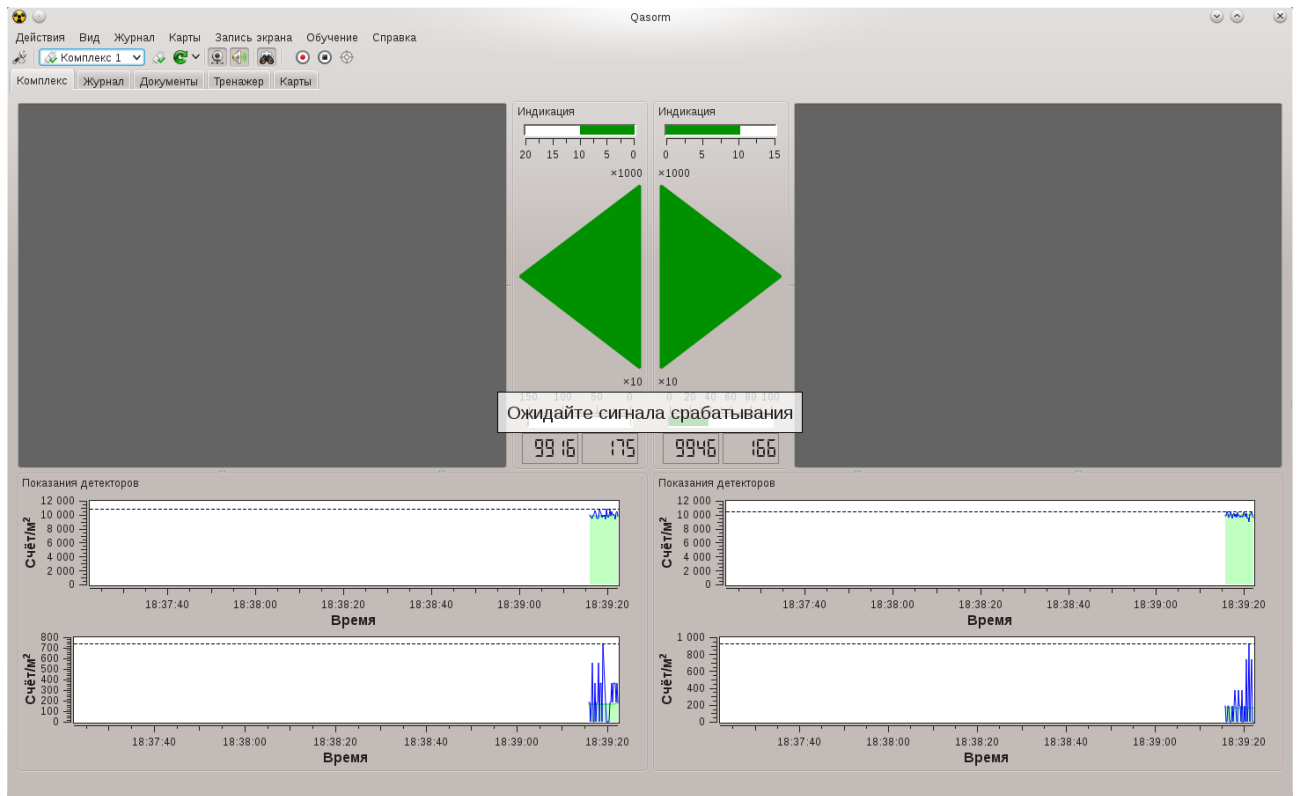 Qasorm
Действия Вид Журнал Карты Запись экрана Обучение Справка
Комплекс 1
Комплекс Журнал Документы Тренажер Карты
Индикация Индикация
20 15 10 5 0 0 5 10 15
×1000 ×1000
×10 ×10
150 100 50 0 0 20 40 60 80 100
Ожидайте сигнала срабатывания
9916 175 9946 166
Показания детекторов
12 000
10 000
8 000
6 000
4 000
2 000
0
Счёт/м²
18:37:40 18:38:00 18:38:20 18:38:40 18:39:00 18:39:20
Время
800
700
600
500
400
300
200
100
0
Счёт/м²
18:37:40 18:38:00 18:38:20 18:38:40 18:39:00 18:39:20
Время
Показания детекторов
12 000
10 000
8 000
6 000
4 000
2 000
0
Счёт/м²
18:37:40 18:38:00 18:38:20 18:38:40 18:39:00 18:39:20
Время
1 000
800
600
400
200
0
Счёт/м²
18:37:40 18:38:00 18:38:20 18:38:40 18:39:00 18:39:20
Время